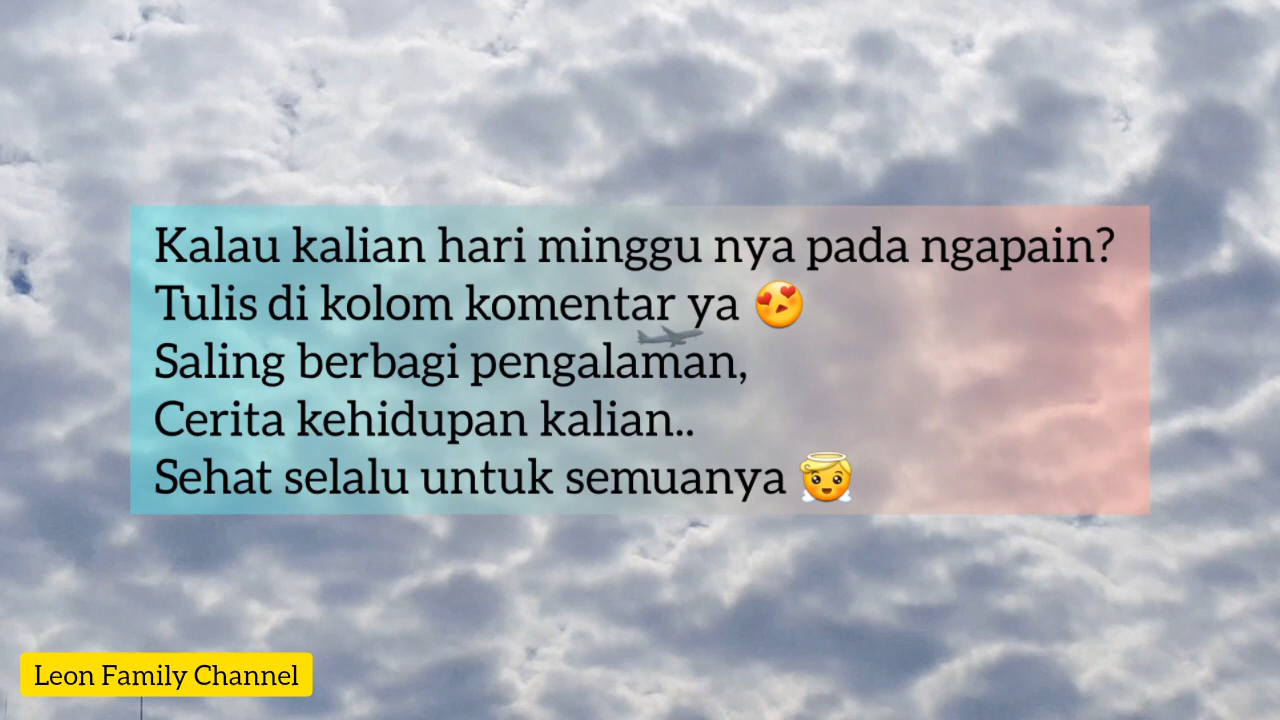 Kalau kalian hari minggu nya pada ngapain?
Tulis di kolom komentar ya 😍
Saling berbagi pengalaman,
Cerita kehidupan kalian..
Sehat selalu untuk semuanya 😇
Leon Family Channel